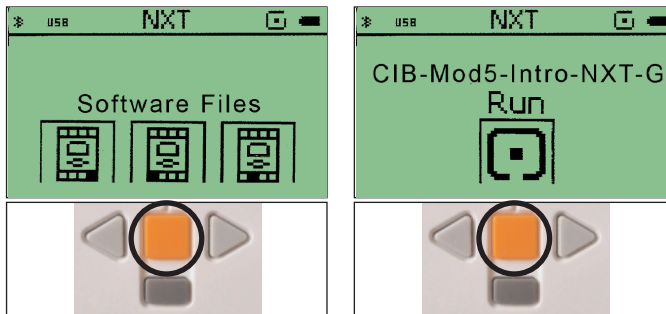 USB NXT
Software Files
USB NXT
CIB-Mod5-Intro-NXT-G
Run